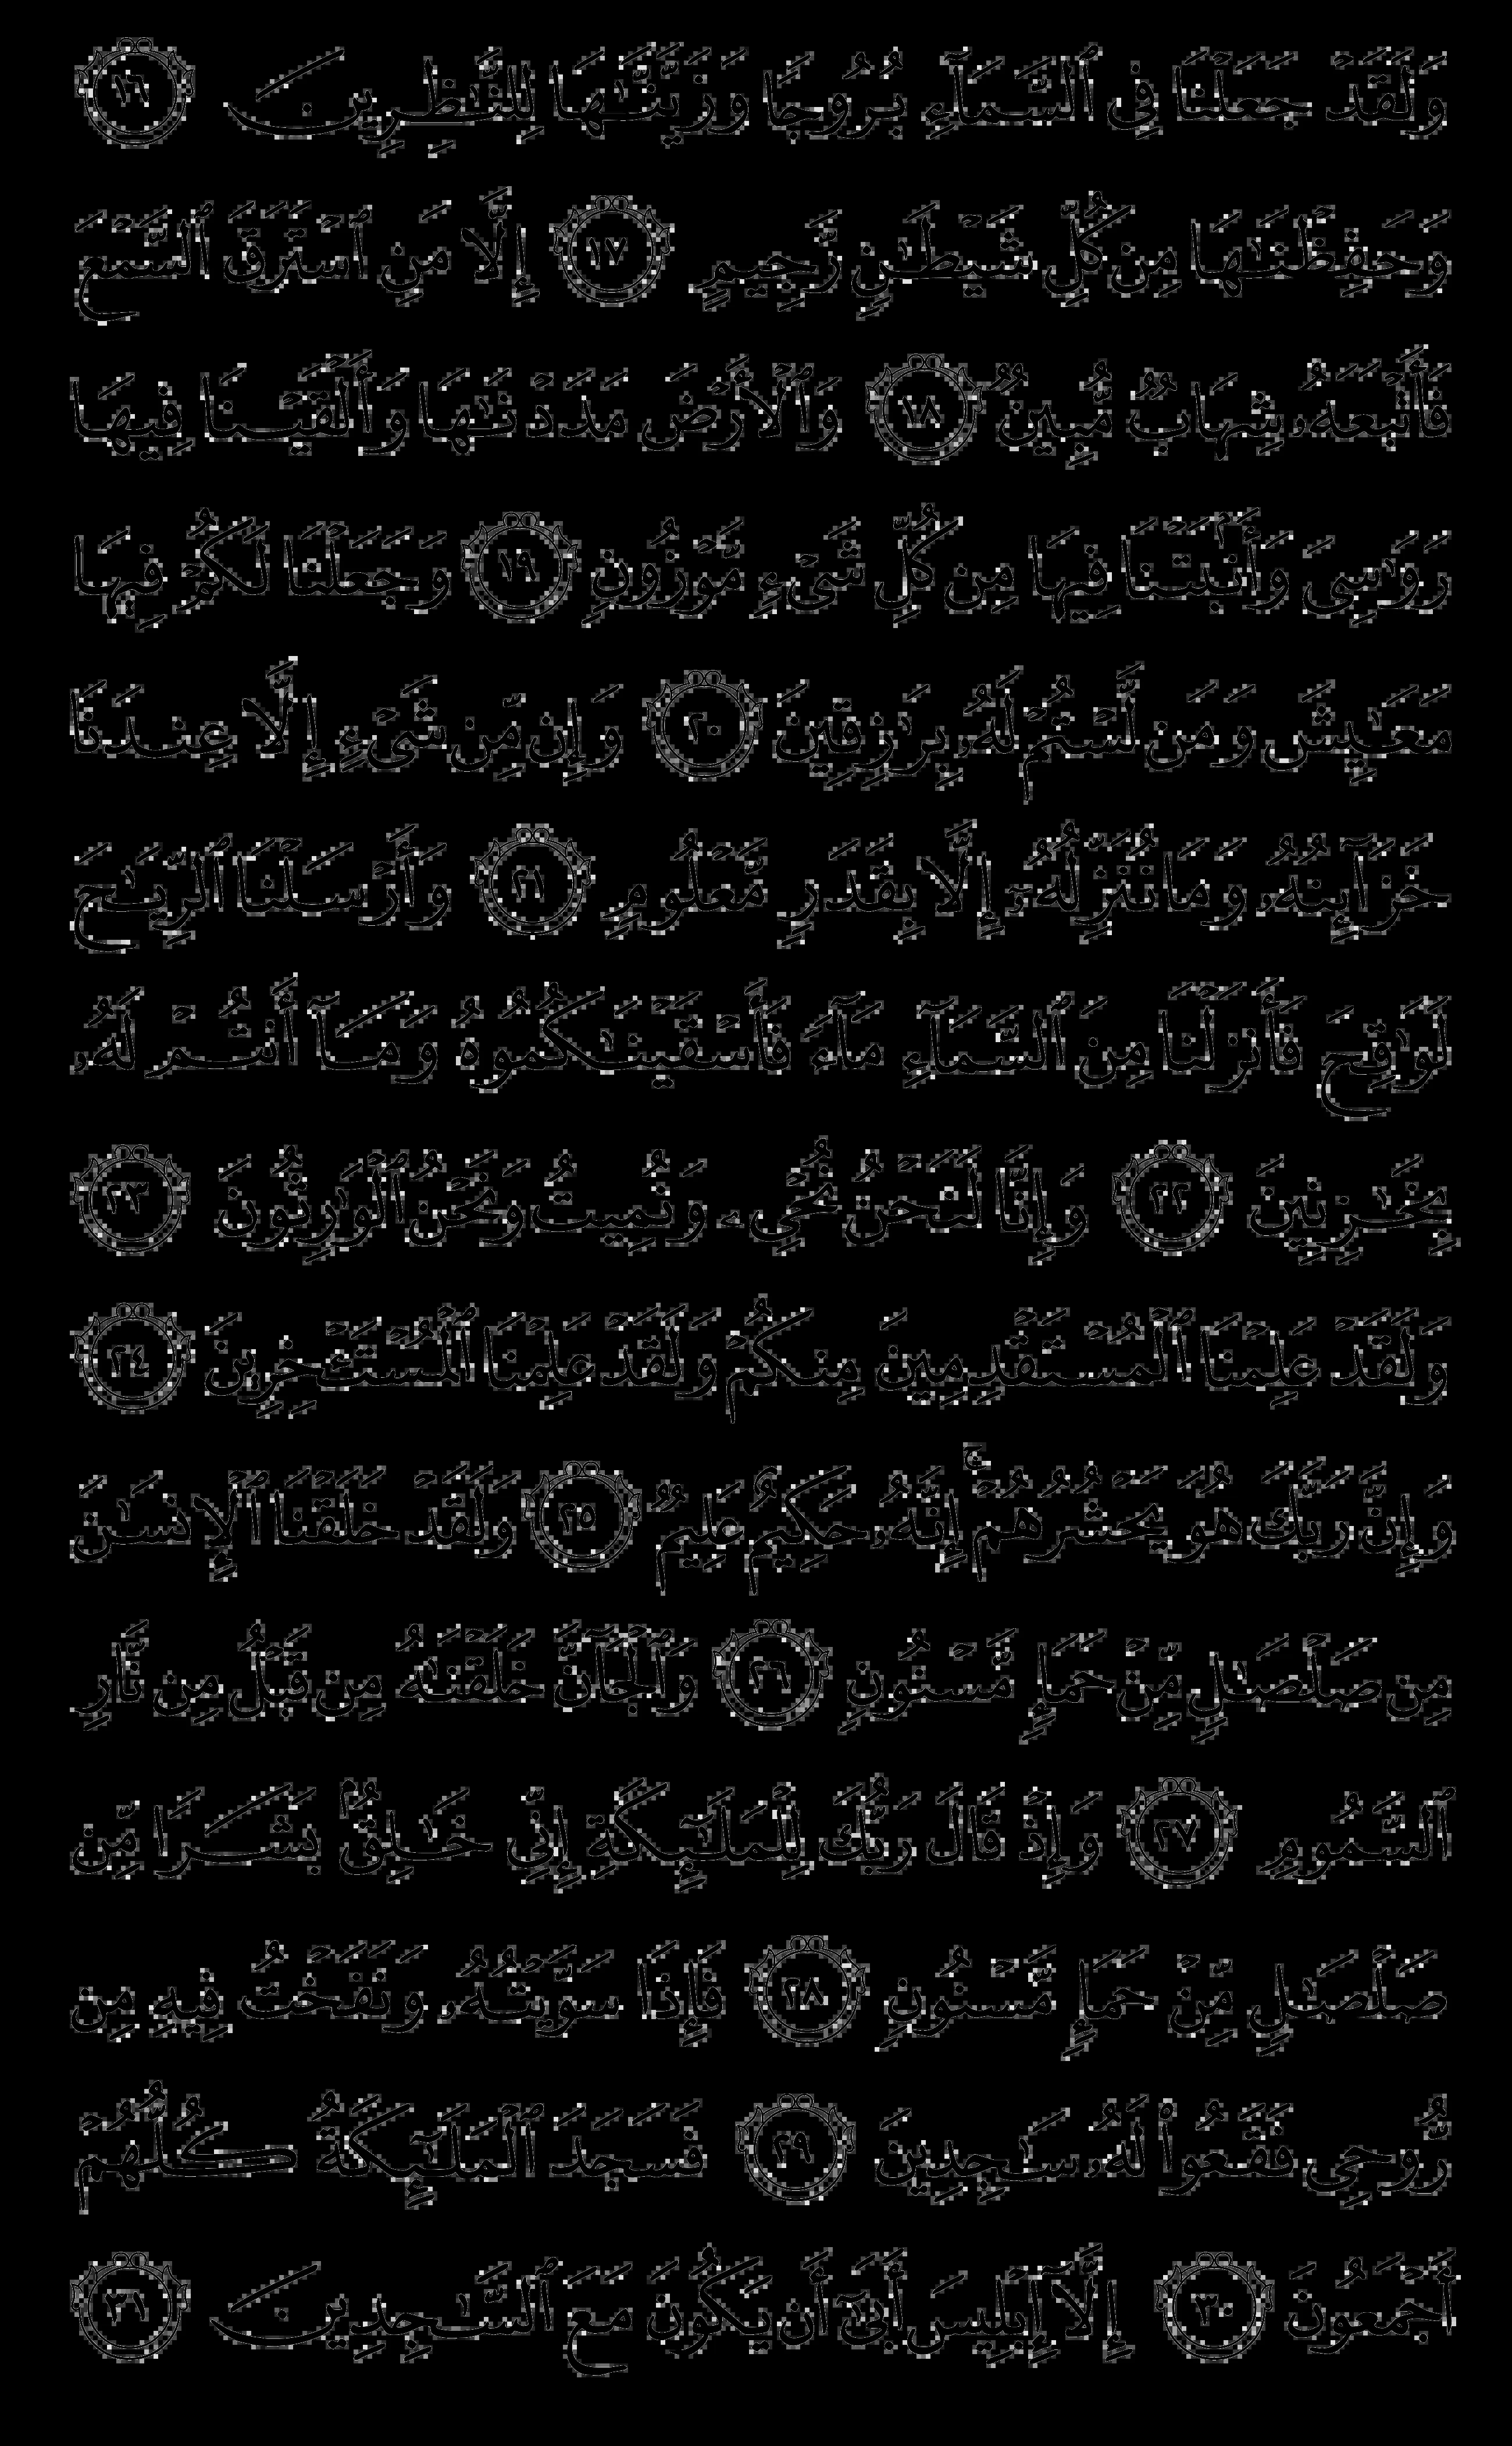 وَلَقَدْ جَعَلْنَا فِى ٱلسَّمَآءِ بُرُوجًا وَزَيَّنَّـٰهَا لِلنَّـٰظِرِينَ ١٦
وَحَفِظْنَـٰهَا مِن كُلِّ شَيْطَـٰنٍ رَّجِيمٍ ١٧ إِلَّا مَنِ ٱسْتَرَقَ ٱلسَّمْعَ
فَأَتْبَعَهُۥ شِهَابٌ مُّبِينٌ ١٨ وَٱلْأَرْضَ مَدَدْنَـٰهَا وَأَلْقَيْنَا فِيهَا
رَوَٰسِىَ وَأَنۢبَتْنَا فِيهَا مِن كُلِّ شَىْءٍ مَّوْزُونٍ ١٩ وَجَعَلْنَا لَكُمْ فِيهَا
مَعَـٰيِشَ وَمَن لَّسْتُمْ لَهُۥ بِرَٰزِقِينَ ٢٠ وَإِن مِّن شَىْءٍ إِلَّا عِندَنَا
خَزَآئِنُهُۥ وَمَا نُنَزِّلُهُۥٓ إِلَّا بِقَدَرٍ مَّعْلُومٍ ٢١ وَأَرْسَلْنَا ٱلرِّيَـٰحَ
لَوَٰقِحَ فَأَنزَلْنَا مِنَ ٱلسَّمَآءِ مَآءً فَأَسْقَيْنَـٰكُمُوهُ وَمَآ أَنتُمْ لَهُۥ
بِخَـٰزِنِينَ ٢٢ وَإِنَّا لَنَحْنُ نُحْىِۦ وَنُمِيتُ وَنَحْنُ ٱلْوَٰرِثُونَ ٢٣
وَلَقَدْ عَلِمْنَا ٱلْمُسْتَقْدِمِينَ مِنكُمْ وَلَقَدْ عَلِمْنَا ٱلْمُسْتَـْٔخِرِينَ ٢٤
وَإِنَّ رَبَّكَ هُوَ يَحْشُرُهُمْ ۚ إِنَّهُۥ حَكِيمٌ عَلِيمٌ ٢٥ وَلَقَدْ خَلَقْنَا ٱلْإِنسَـٰنَ
مِن صَلْصَـٰلٍ مِّنْ حَمَإٍ مَّسْنُونٍ ٢٦ وَٱلْجَآنَّ خَلَقْنَـٰهُ مِن قَبْلُ مِن نَّارِ
ٱلسَّمُومِ ٢٧ وَإِذْ قَالَ رَبُّكَ لِلْمَلَـٰٓئِكَةِ إِنِّى خَـٰلِقٌۢ بَشَرًا مِّن
صَلْصَـٰلٍ مِّنْ حَمَإٍ مَّسْنُونٍ ٢٨ فَإِذَا سَوَّيْتُهُۥ وَنَفَخْتُ فِيهِ مِن
رُّوحِى فَقَعُوا۟ لَهُۥ سَـٰجِدِينَ ٢٩ فَسَجَدَ ٱلْمَلَـٰٓئِكَةُ كُلُّهُمْ
أَجْمَعُونَ ٣٠ إِلَّآ إِبْلِيسَ أَبَىٰٓ أَن يَكُونَ مَعَ ٱلسَّـٰجِدِينَ ٣١